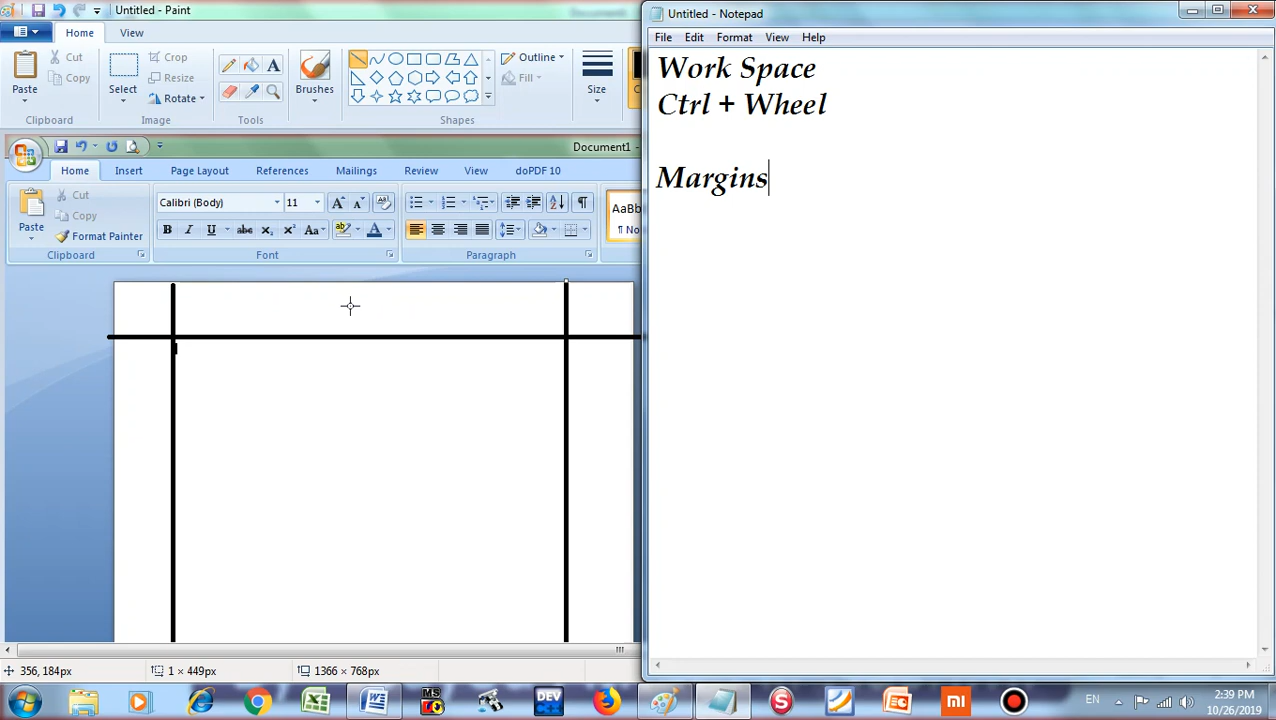 Untitled - Paint
Document1
Home
View
Paste
Cut
Copy
Clipboard
Select
Crop
Resize
Rotate
Image
Tools
Brushes
Shapes
Outline
Fill
Size
Document1 -
Home
Insert
Page Layout
References
Mailings
Review
View
doPDF 10
Paste
Cut
Copy
Format Painter
Clipboard
Calibri (Body)
11
Font
Paragraph
AaBb
¶ No
356, 184px
1 × 449px
1366 × 768px
Untitled - Notepad
File Edit Format View Help
Work Space
Ctrl + Wheel
Margins
MS
DEV
EN
2:39 PM
10/26/2019